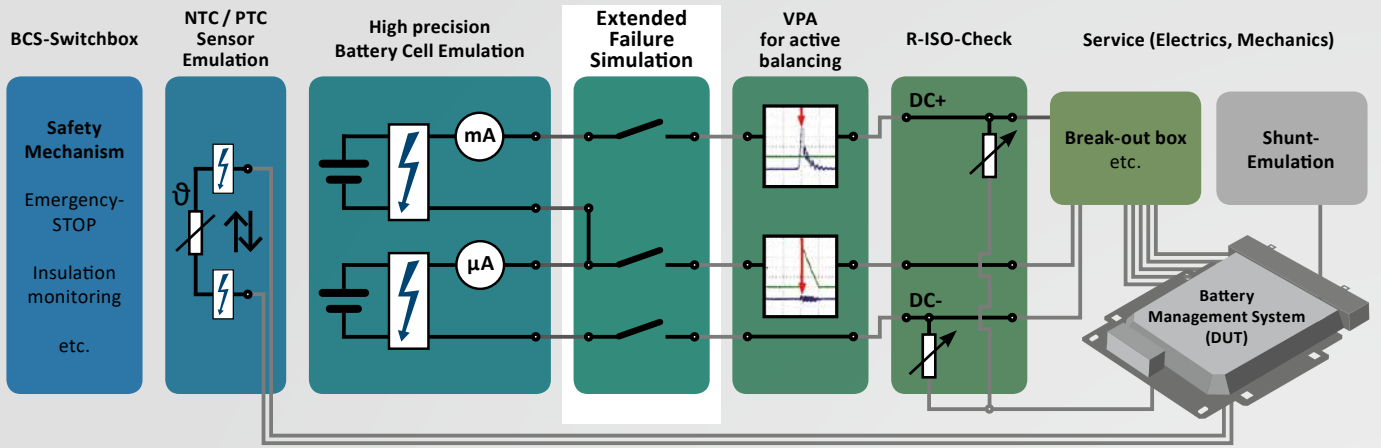 BCS-Switchbox
NTC / PTC
Sensor
Emulation
High precision
Battery Cell Emulation
Extended
Failure
Simulation
VPA
for active
balancing
R-ISO-Check
Service (Electrics, Mechanics)
Safety
Mechanism
Emergency-
STOP
Insulation
monitoring
etc.
ϑ
mA
µA
DC+
DC-
Break-out box
etc.
Shunt-
Emulation
Battery
Management System
(DUT)